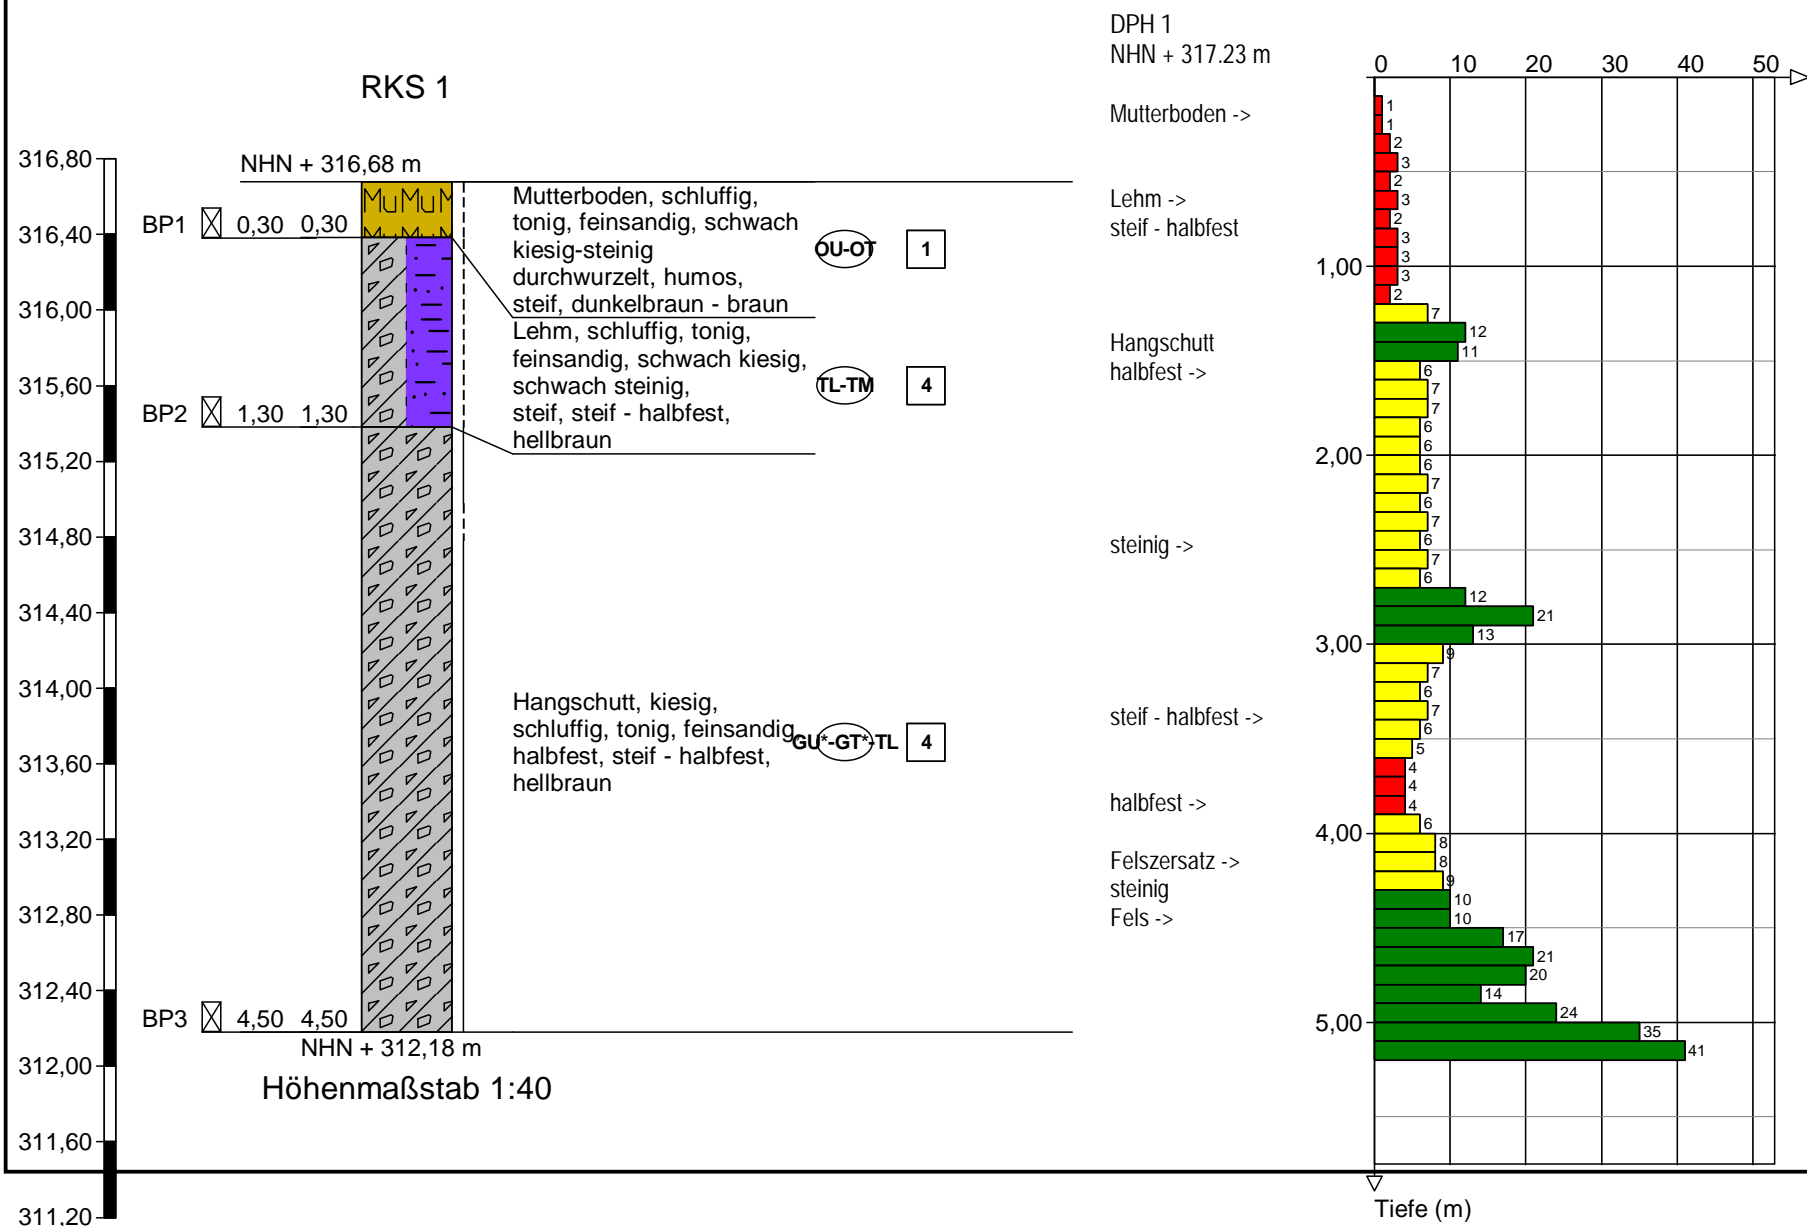 RKS 1
316,80
316,40
316,00
315,60
315,20
314,80
314,40
314,00
313,60
313,20
312,80
312,40
312,00
311,60
311,20
NHN + 316,68 m
BP1 0,30 0,30
BP2 1,30 1,30
BP3 4,50 4,50
NHN + 312,18 m
Höhenmaßstab 1:40
MuMuM
Mutterboden, schluffig,
tonig, feinsandig, schwach
kiesig-steinig
durchwurzelt, humos,
steif, dunkelbraun - braun
OU-OT 1
Lehm, schluffig, tonig,
feinsandig, schwach kiesig,
schwach steinig,
steif, steif - halbfest,
hellbraun
TL-TM 4
Hangschutt, kiesig,
schluffig, tonig, feinsandig,
halbfest, steif - halbfest,
hellbraun
GU*-GT*-TL 4
DPH 1
NHN + 317.23 m
Mutterboden ->
Lehm ->
steif - halbfest
Hangschutt
halbfest ->
steinig ->
steif - halbfest ->
halbfest ->
Felszersatz ->
steinig
Fels ->
0 10 20 30 40 50
1,00
2,00
3,00
4,00
5,00
1
1
2
3
2
3
2
3
3
3
2
7
12
11
6
7
7
6
6
6
7
6
7
6
7
6
12
21
13
9
7
6
7
6
5
4
4
4
6
8
8
9
10
10
17
21
20
14
24
35
41
Tiefe (m)